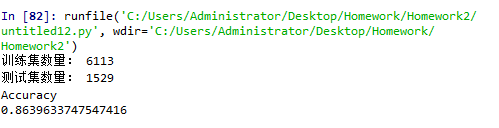 In [82]: runfile('C:/Users/Administrator/Desktop/Homework/Homework2/
untitled12.py', wdir='C:/Users/Administrator/Desktop/Homework/
Homework2')
训练集数量： 6113
测试集数量： 1529
Accuracy
0.8639633747547416